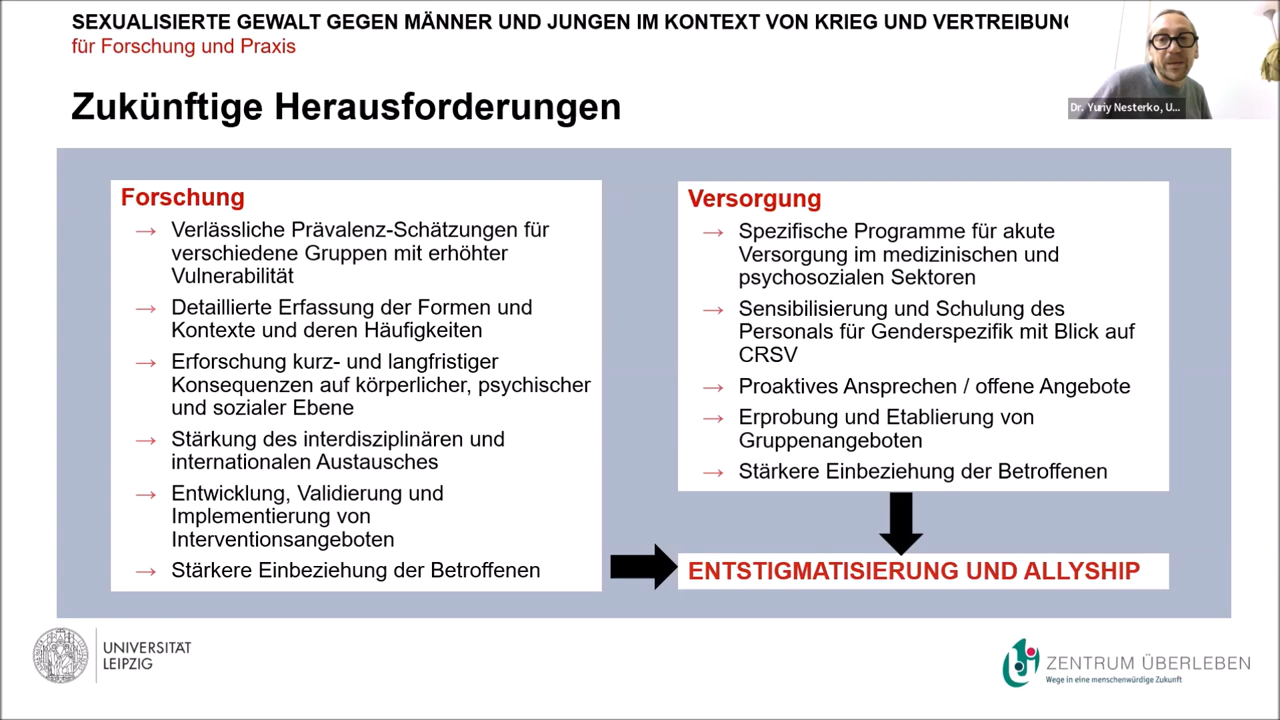 SEXUALISIERTE GEWALT GEGEN MÄNNER UND JUNGEN IM KONTEXT VON KRIEG UND VERTREIBUNG
für Forschung und Praxis
Dr. Yuriy Nesterko, U...
Zukünftige Herausforderungen
Forschung
→ Verlässliche Prävalenz-Schätzungen für
verschiedene Gruppen mit erhöhter
Vulnerabilität
→ Detaillierte Erfassung der Formen und
Kontexte und deren Häufigkeiten
→ Erforschung kurz- und langfristiger
Konsequenzen auf körperlicher, psychischer
und sozialer Ebene
→ Stärkung des interdisziplinären und
internationalen Austausches
→ Entwicklung, Validierung und
Implementierung von
Interventionsangeboten
→ Stärkere Einbeziehung der Betroffenen
Versorgung
→ Spezifische Programme für akute
Versorgung im medizinischen und
psychosozialen Sektoren
→ Sensibilisierung und Schulung des
Personals für Genderspezifik mit Blick auf
CRSV
→ Proaktives Ansprechen / offene Angebote
→ Erprobung und Etablierung von
Gruppenangeboten
→ Stärkere Einbeziehung der Betroffenen
ENTSTIGMATISIERUNG UND ALLYSHIP
UNIVERSITÄT
LEIPZIG
ZENTRUM ÜBERLEBEN
Wege in eine menschenwürdige Zukunft